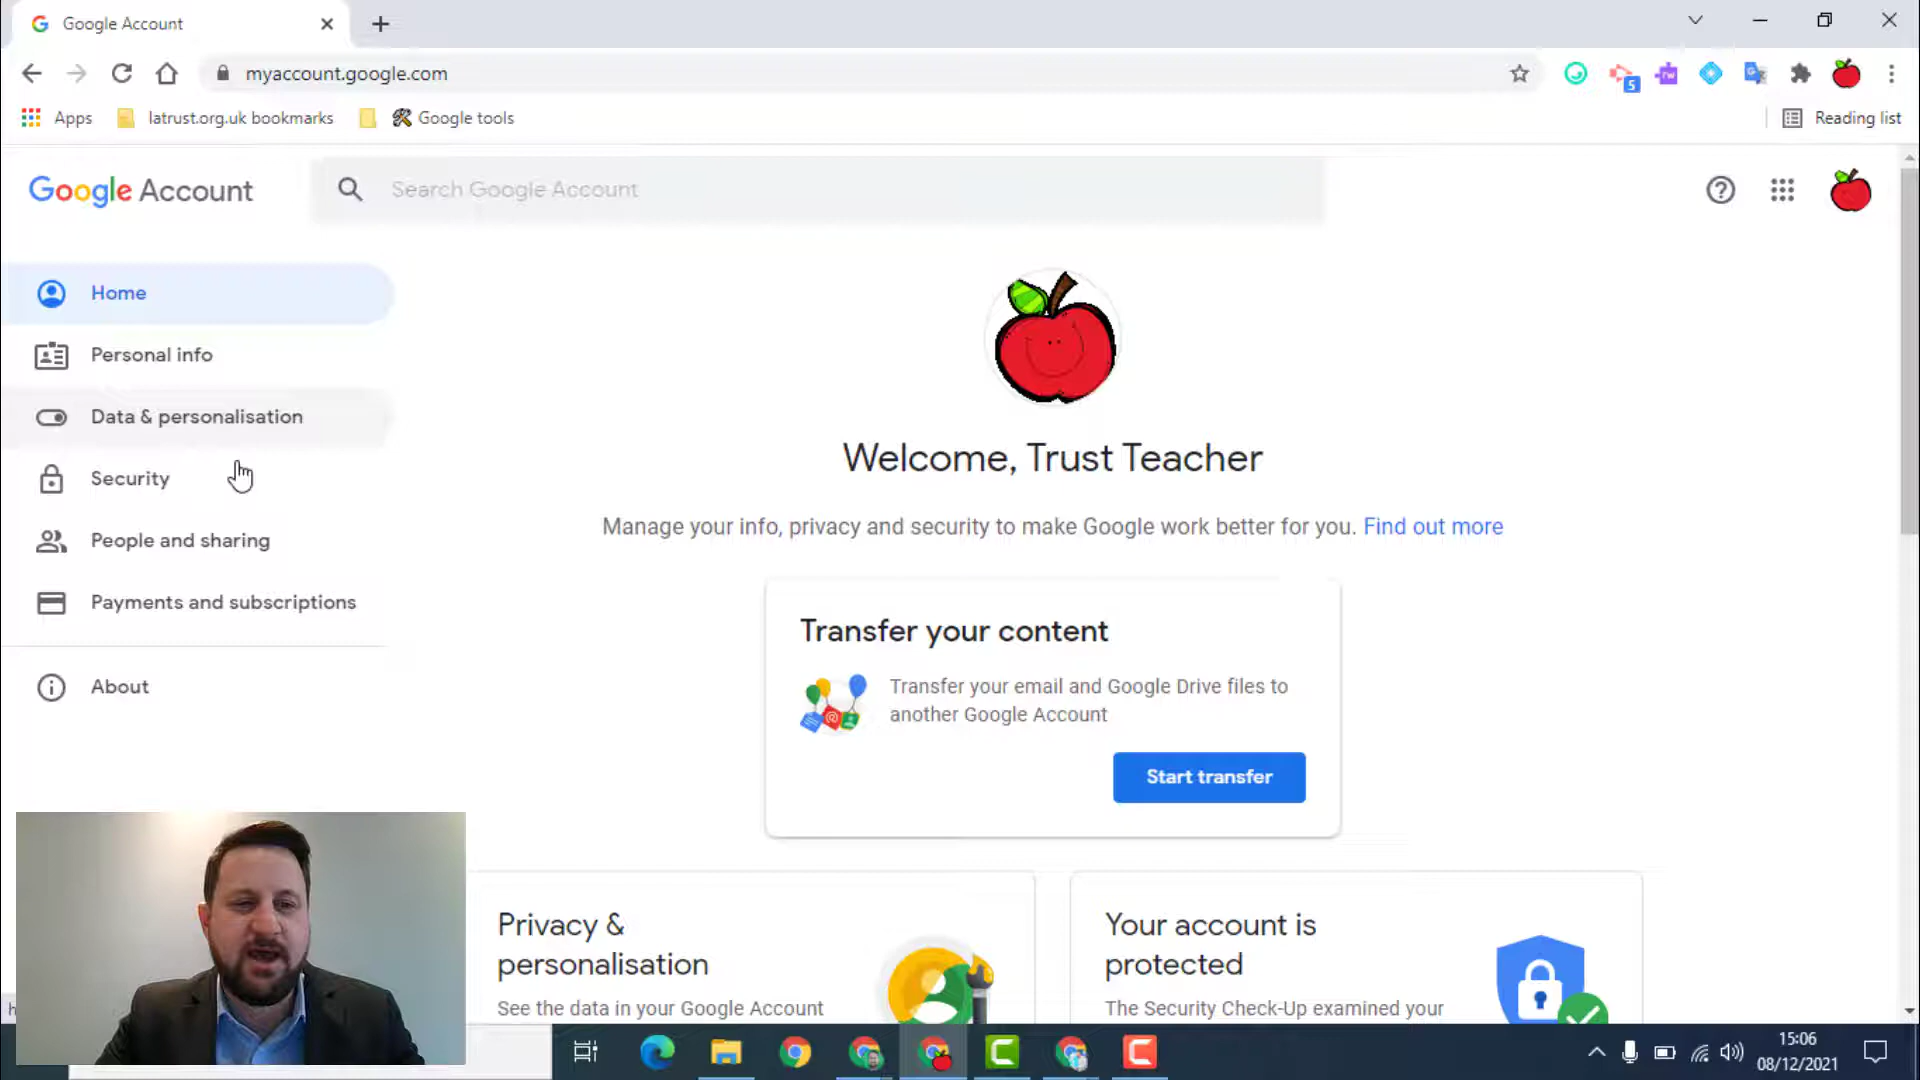 Google Account
myaccount.google.com
5
rw
Apps
latrust.org.uk bookmarks
Google tools
Reading list
Google Account
Search Google Account
Home
Personal info
Data & personalisation
Security
People and sharing
Payments and subscriptions
About
Welcome, Trust Teacher
Manage your info, privacy and security to make Google work better for you. Find out more
Transfer your content
Transfer your email and Google Drive files to
another Google Account
Start transfer
Privacy &
personalisation
See the data in your Google Account
Your account is
protected
The Security Check-Up examined your
15:06
08/12/2021